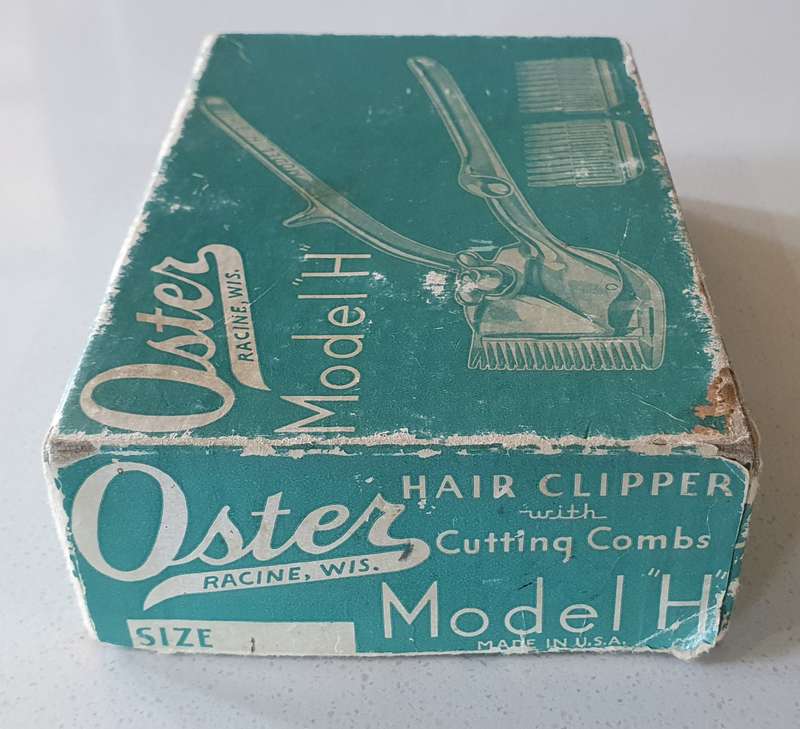 Oster
RACINE, WIS.
Model "H"
Oster
RACINE, WIS.
HAIR CLIPPER
with
Cutting Combs
Model "H"
MADE IN U.S.A.
SIZE